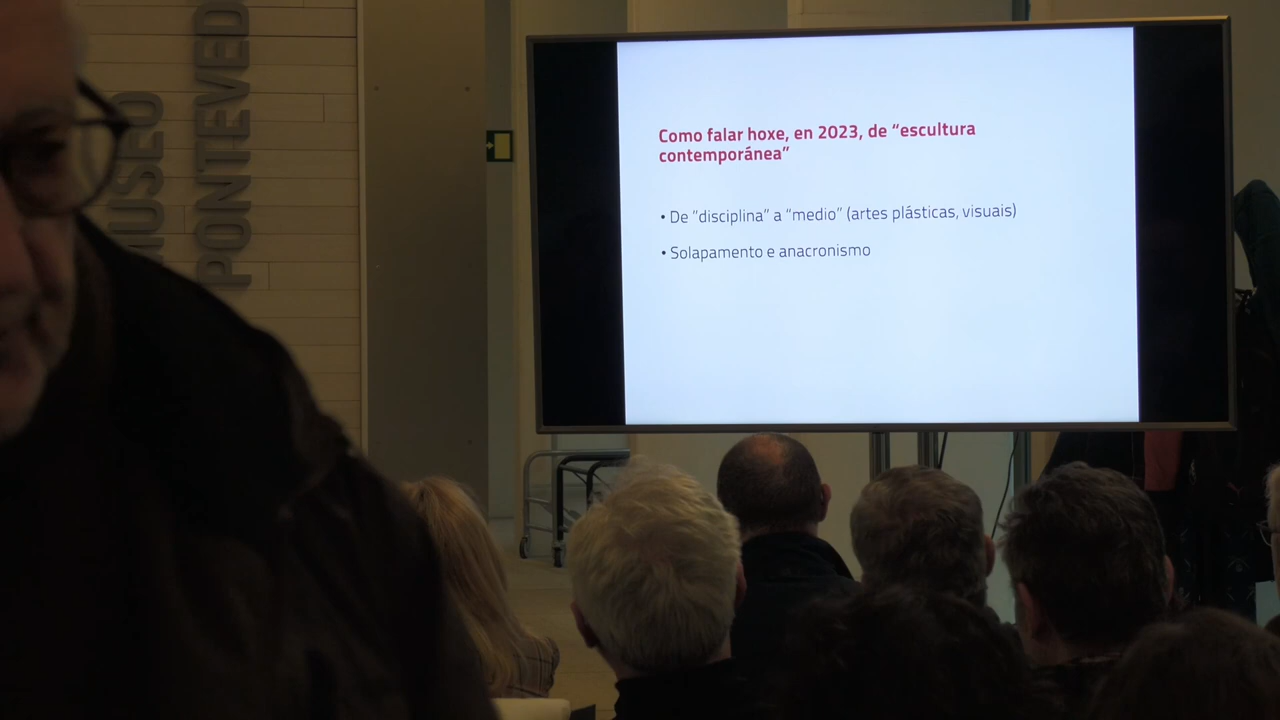 MUSEO
PONTEVED
Como falar hoxe, en 2023, de “escultura
contemporánea”
• De “disciplina” a “medio” (artes plásticas, visuais)
• Solapamento e anacronismo